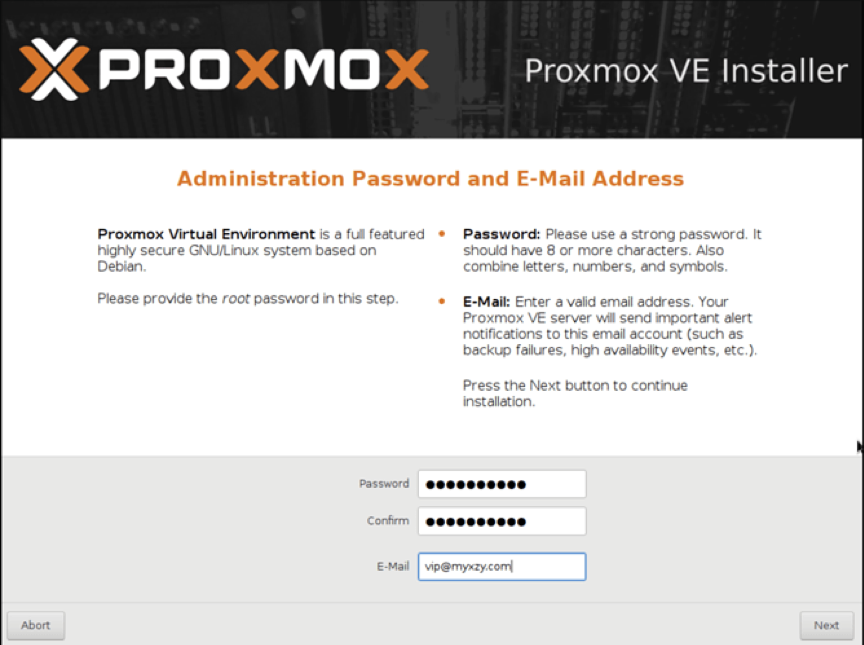 PROXMOX
Proxmox VE Installer
Administration Password and E-Mail Address
Proxmox Virtual Environment is a full featured
highly secure GNU/Linux system based on
Debian.
Please provide the root password in this step.
• Password: Please use a strong password. It
should have 8 or more characters. Also
combine letters, numbers, and symbols.
• E-Mail: Enter a valid email address. Your
Proxmox VE server will send important alert
notifications to this email account (such as
backup failures, high availability events, etc.).
Press the Next button to continue
installation.
Password ●●●●●●●●●●
Confirm ●●●●●●●●●●
E-Mail vip@myxzy.com
Abort
Next